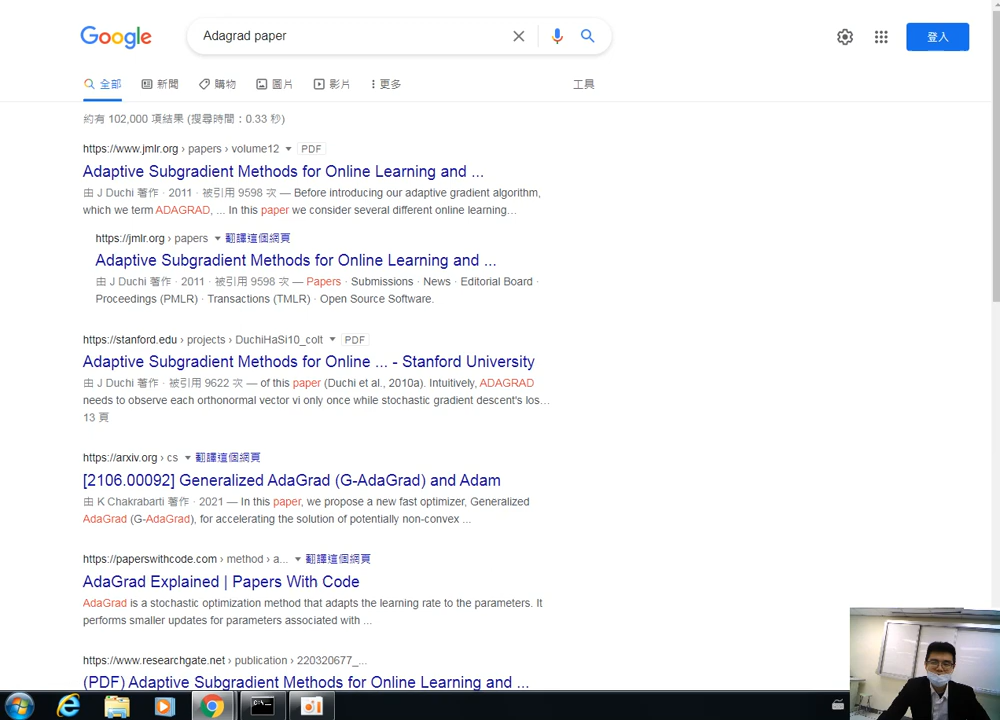 Google
Adagrad paper
登入
全部
新聞
購物
圖片
影片
更多
工具
約有 102,000 項結果 (搜尋時間：0.33 秒)
https://www.jmlr.org › papers › volume12 PDF
Adaptive Subgradient Methods for Online Learning and ...
由 J Duchi 著作 · 2011 · 被引用 9598 次 — Before introducing our adaptive gradient algorithm,
which we term ADAGRAD, ... In this paper we consider several different online learning…
https://jmlr.org › papers 翻譯這個網頁
Adaptive Subgradient Methods for Online Learning and ...
由 J Duchi 著作 · 2011 · 被引用 9598 次 — Papers · Submissions · News · Editorial Board ·
Proceedings (PMLR) · Transactions (TMLR) · Open Source Software.
https://stanford.edu › projects › DuchiHaSi10_colt PDF
Adaptive Subgradient Methods for Online ... - Stanford University
由 J Duchi 著作 · 被引用 9622 次 — of this paper (Duchi et al., 2010a). Intuitively, ADAGRAD
needs to observe each orthonormal vector vi only once while stochastic gradient descent's los…
13 頁
https://arxiv.org › cs 翻譯這個網頁
[2106.00092] Generalized AdaGrad (G-AdaGrad) and Adam
由 K Chakrabarti 著作 · 2021 — In this paper, we propose a new fast optimizer, Generalized
AdaGrad (G-AdaGrad), for accelerating the solution of potentially non-convex ...
https://paperswithcode.com › method › a... 翻譯這個網頁
AdaGrad Explained | Papers With Code
AdaGrad is a stochastic optimization method that adapts the learning rate to the parameters. It
performs smaller updates for parameters associated with ...
https://www.researchgate.net › publication › 220320677_...
(PDF) Adaptive Subgradient Methods for Online Learning and ...